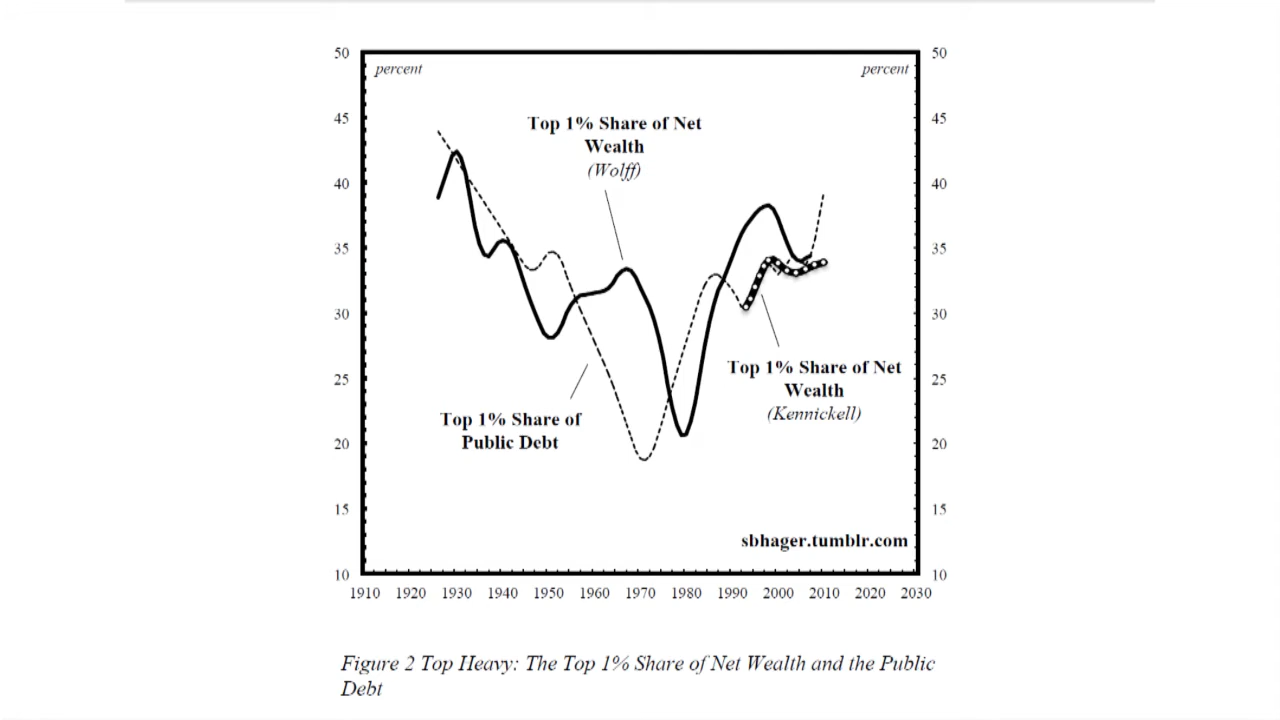 50
50
percent
percent
Top 1% Share of Net
Wealth
(Wolff)
45
45
40
40
35
35
30
30
Top 1% Share of Net
Wealth
(Kennickell)
25
25
Top 1% Share of
Public Debt
20
20
15
15
sbhager.tumblr.com
10
10
1910 1920 1930 1940 1950 1960 1970 1980 1990 2000 2010 2020 2030
Figure 2 Top Heavy: The Top 1% Share of Net Wealth and the Public
Debt